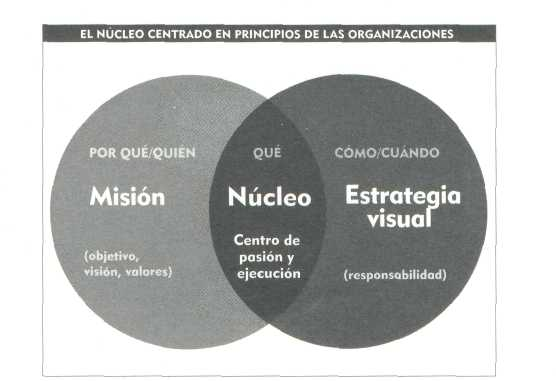 EL NÚCLEO CENTRADO EN PRINCIPIOS DE LAS ORGANIZACIONES
POR QUÉ/QUIEN
Misión
(objetivo,
visión, valores)
QUÉ
Núcleo
Centro de
pasión y
ejecución
CÓMO/CUÁNDO
Estrategia
visual
(responsabilidad)